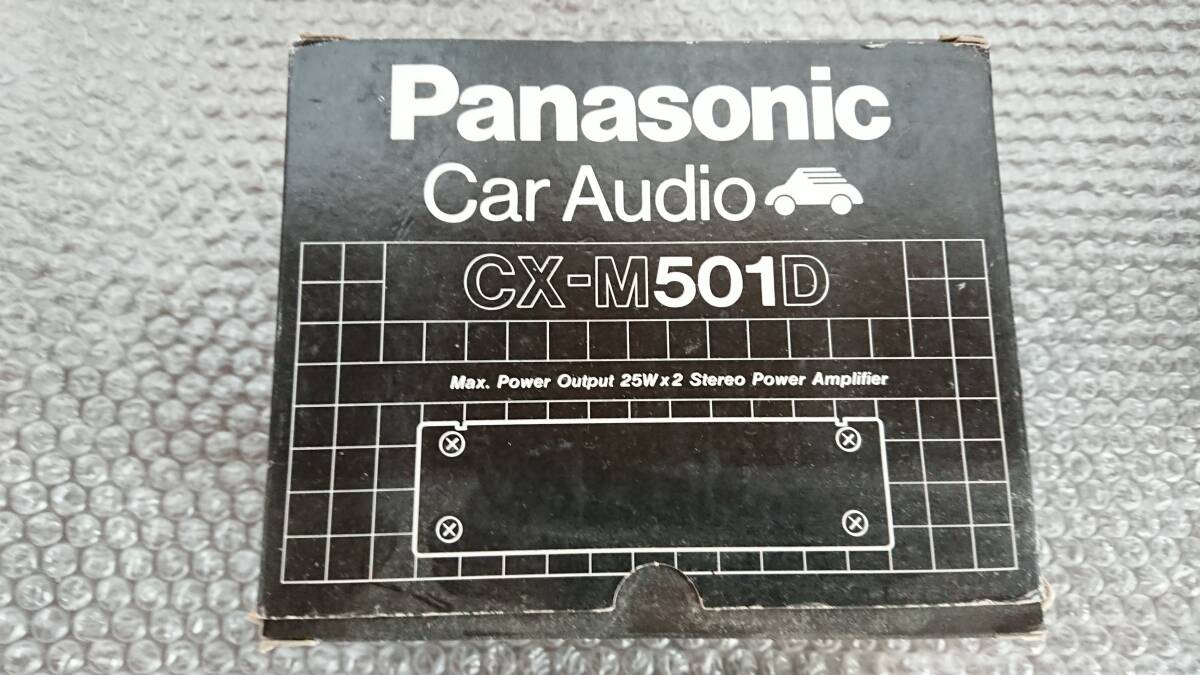 Panasonic
Car Audio
CX-M501D
Max. Power Output 25W x 2 Stereo Power Amplifier